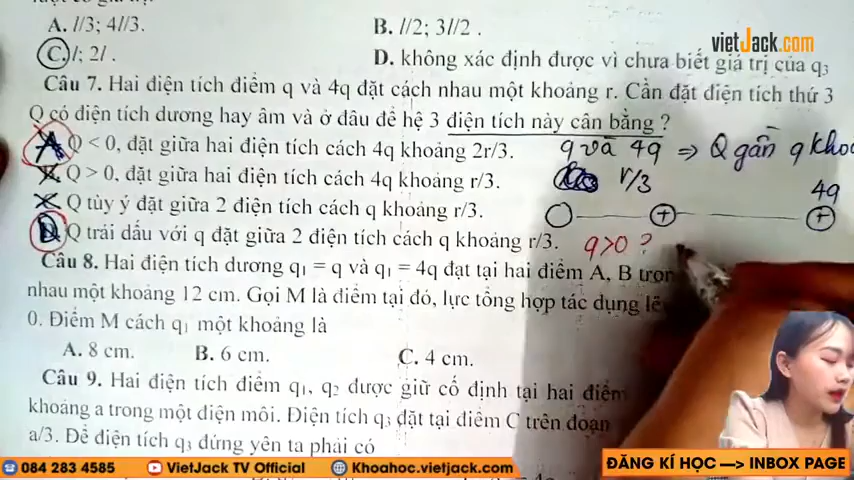 A. l/3; 4l/3.
B. l/2; 3l/2 .
vietJack.com
C. l; 2l .
D. không xác định được vì chưa biết giá trị của q3
Câu 7. Hai điện tích điểm q và 4q đặt cách nhau một khoảng r. Cần đặt điện tích thứ 3
Q có điện tích dương hay âm và ở đâu để hệ 3 điện tích này cân bằng ?
A Q < 0, đặt giữa hai điện tích cách 4q khoảng 2r/3.
q và 4q ⇒ Q gần q
Q > 0, đặt giữa hai điện tích cách 4q khoảng r/3.
r/3
4q
Q tùy ý đặt giữa 2 điện tích cách q khoảng r/3.
+ +
D Q trái dấu với q đặt giữa 2 điện tích cách q khoảng r/3.
q>0 ?
Câu 8. Hai điện tích dương q1 = q và q1 = 4q đạt tại hai điểm A, B
nhau một khoảng 12 cm. Gọi M là điểm tại đó, lực tổng hợp tác dụng
0. Điểm M cách q1 một khoảng là
A. 8 cm.
B. 6 cm.
C. 4 cm.
Câu 9. Hai điện tích điểm q1, q2 được giữ cố định tại hai điểm
khoảng a trong một điện môi. Điện tích q3 đặt tại điểm C trên đoạn
a/3. Để điện tích q3 đứng yên ta phải có
084 283 4585
VietJack TV Official
Khoahoc.vietjack.com
ĐĂNG KÍ HỌC —> INBOX PAGE